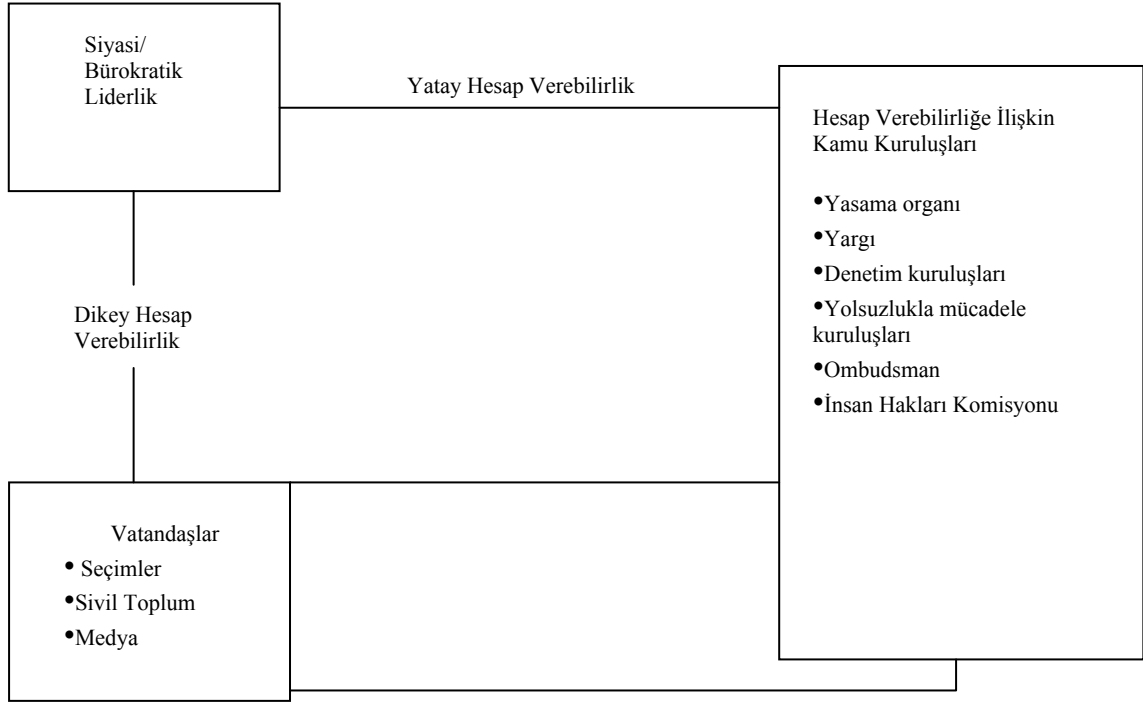 Siyasi/
Bürokratik
Liderlik
Yatay Hesap Verebilirlik
Hesap Verebilirliğe İlişkin
Kamu Kuruluşları
•Yasama organı
•Yargı
•Denetim kuruluşları
•Yolsuzlukla mücadele
kuruluşları
•Ombudsman
•İnsan Hakları Komisyonu
Dikey Hesap
Verebilirlik
Vatandaşlar
• Seçimler
•Sivil Toplum
•Medya